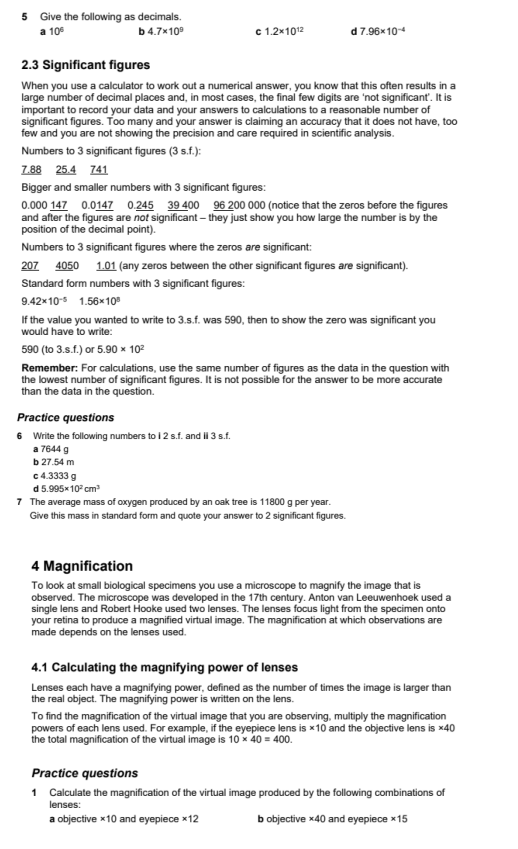 5 Give the following as decimals.
a 10⁶ b 4.7×10⁹ c 1.2×10¹² d 7.96×10⁻⁴
2.3 Significant figures
When you use a calculator to work out a numerical answer, you know that this often results in a
large number of decimal places and, in most cases, the final few digits are 'not significant'. It is
important to record your data and your answers to calculations to a reasonable number of
significant figures. Too many and your answer is claiming an accuracy that it does not have, too
few and you are not showing the precision and care required in scientific analysis.
Numbers to 3 significant figures (3 s.f.):
7.88 25.4 741
Bigger and smaller numbers with 3 significant figures:
0.000 147 0.0147 0.245 39 400 96 200 000 (notice that the zeros before the figures
and after the figures are not significant – they just show you how large the number is by the
position of the decimal point).
Numbers to 3 significant figures where the zeros are significant:
207 4050 1.01 (any zeros between the other significant figures are significant).
Standard form numbers with 3 significant figures:
9.42×10⁻⁵ 1.56×10⁸
If the value you wanted to write to 3.s.f. was 590, then to show the zero was significant you
would have to write:
590 (to 3.s.f.) or 5.90 × 10²
Remember: For calculations, use the same number of figures as the data in the question with
the lowest number of significant figures. It is not possible for the answer to be more accurate
than the data in the question.
Practice questions
6 Write the following numbers to i 2 s.f. and ii 3 s.f.
a 7644 g
b 27.54 m
c 4.3333 g
d 5.995×10² cm³
7 The average mass of oxygen produced by an oak tree is 11800 g per year.
Give this mass in standard form and quote your answer to 2 significant figures.
4 Magnification
To look at small biological specimens you use a microscope to magnify the image that is
observed. The microscope was developed in the 17th century. Anton van Leeuwenhoek used a
single lens and Robert Hooke used two lenses. The lenses focus light from the specimen onto
your retina to produce a magnified virtual image. The magnification at which observations are
made depends on the lenses used.
4.1 Calculating the magnifying power of lenses
Lenses each have a magnifying power, defined as the number of times the image is larger than
the real object. The magnifying power is written on the lens.
To find the magnification of the virtual image that you are observing, multiply the magnification
powers of each lens used. For example, if the eyepiece lens is ×10 and the objective lens is ×40
the total magnification of the virtual image is 10 × 40 = 400.
Practice questions
1 Calculate the magnification of the virtual image produced by the following combinations of
lenses:
a objective ×10 and eyepiece ×12 b objective ×40 and eyepiece ×15